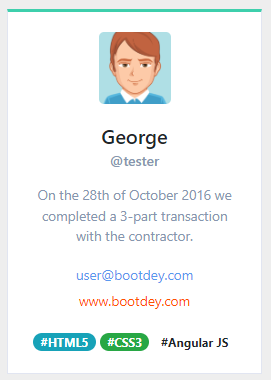 George
@tester
On the 28th of October 2016 we
completed a 3-part transaction
with the contractor.
user@bootdey.com
www.bootdey.com
#HTML5 #CSS3 #Angular JS